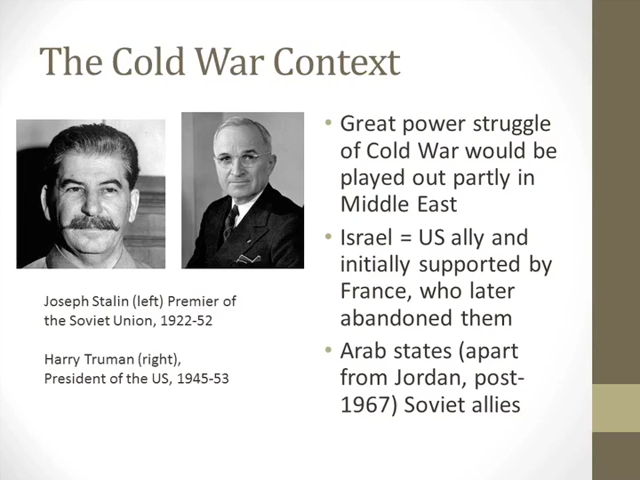 The Cold War Context
Joseph Stalin (left) Premier of
the Soviet Union, 1922-52
Harry Truman (right),
President of the US, 1945-53
• Great power struggle
of Cold War would be
played out partly in
Middle East
• Israel = US ally and
initially supported by
France, who later
abandoned them
• Arab states (apart
from Jordan, post-
1967) Soviet allies